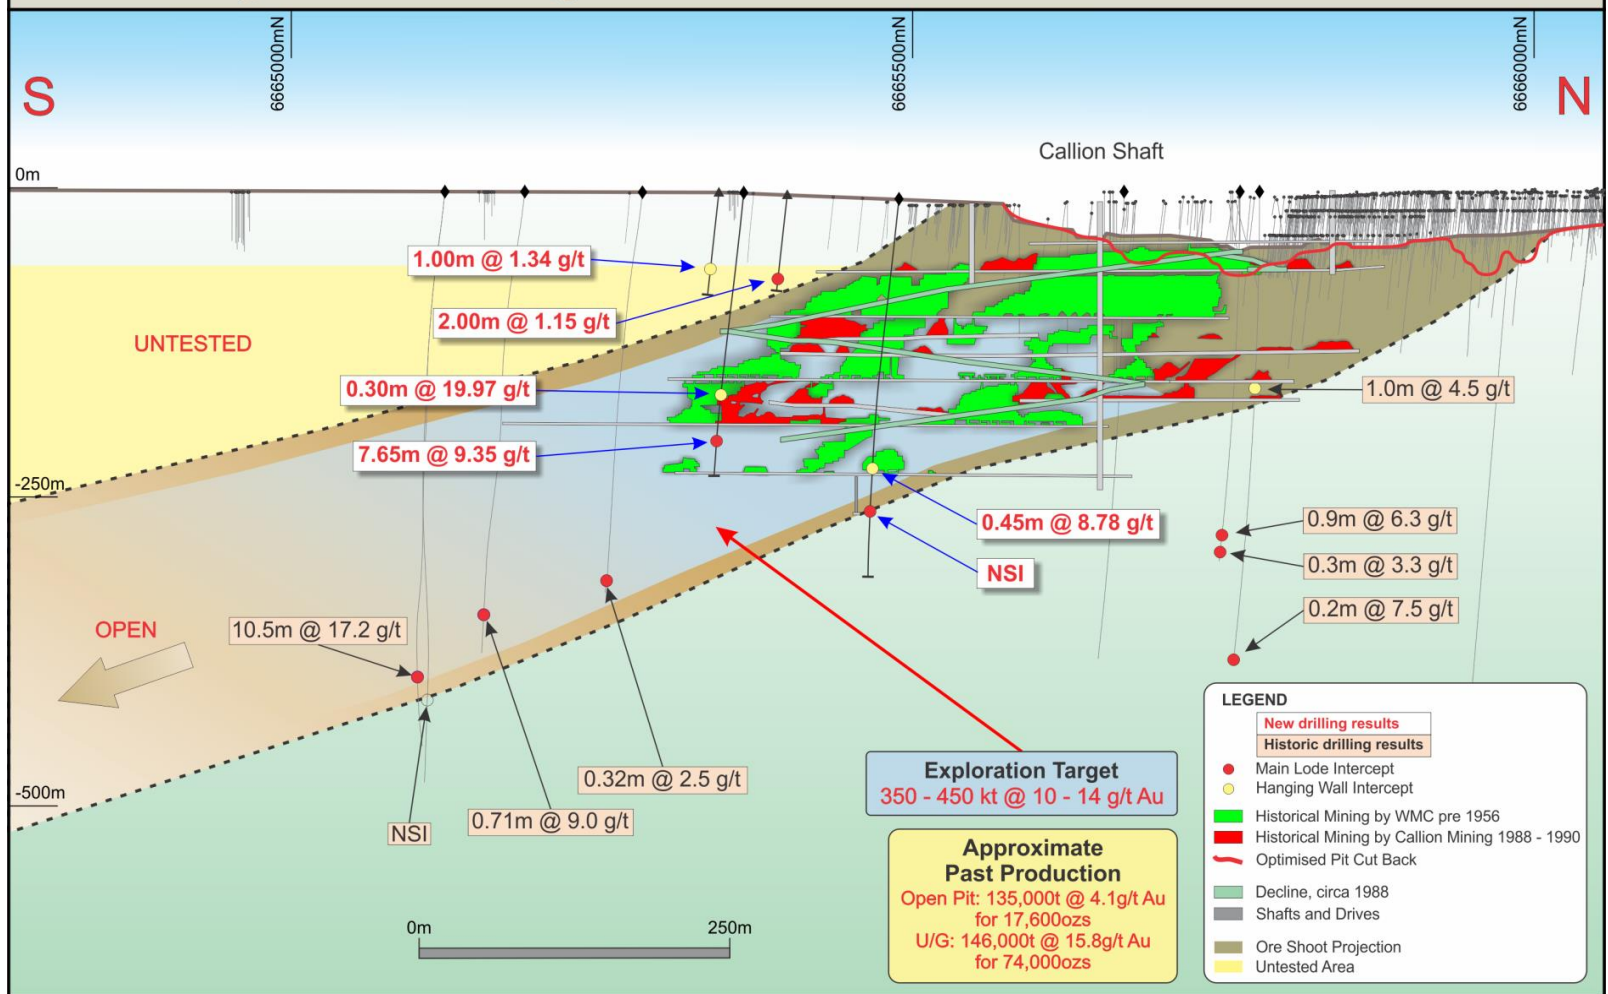 6665000mN
6665500mN
6666000mN
S
N
Callion Shaft
0m
1.00m @ 1.34 g/t
2.00m @ 1.15 g/t
UNTESTED
0.30m @ 19.97 g/t
1.0m @ 4.5 g/t
7.65m @ 9.35 g/t
-250m
0.45m @ 8.78 g/t
0.9m @ 6.3 g/t
NSI
0.3m @ 3.3 g/t
0.2m @ 7.5 g/t
OPEN
10.5m @ 17.2 g/t
0.32m @ 2.5 g/t
-500m
0.71m @ 9.0 g/t
NSI
Exploration Target
350 - 450 kt @ 10 - 14 g/t Au
Approximate
Past Production
Open Pit: 135,000t @ 4.1g/t Au
for 17,600ozs
U/G: 146,000t @ 15.8g/t Au
for 74,000ozs
0m
250m
LEGEND
New drilling results
Historic drilling results
Main Lode Intercept
Hanging Wall Intercept
Historical Mining by WMC pre 1956
Historical Mining by Callion Mining 1988 - 1990
Optimised Pit Cut Back
Decline, circa 1988
Shafts and Drives
Ore Shoot Projection
Untested Area